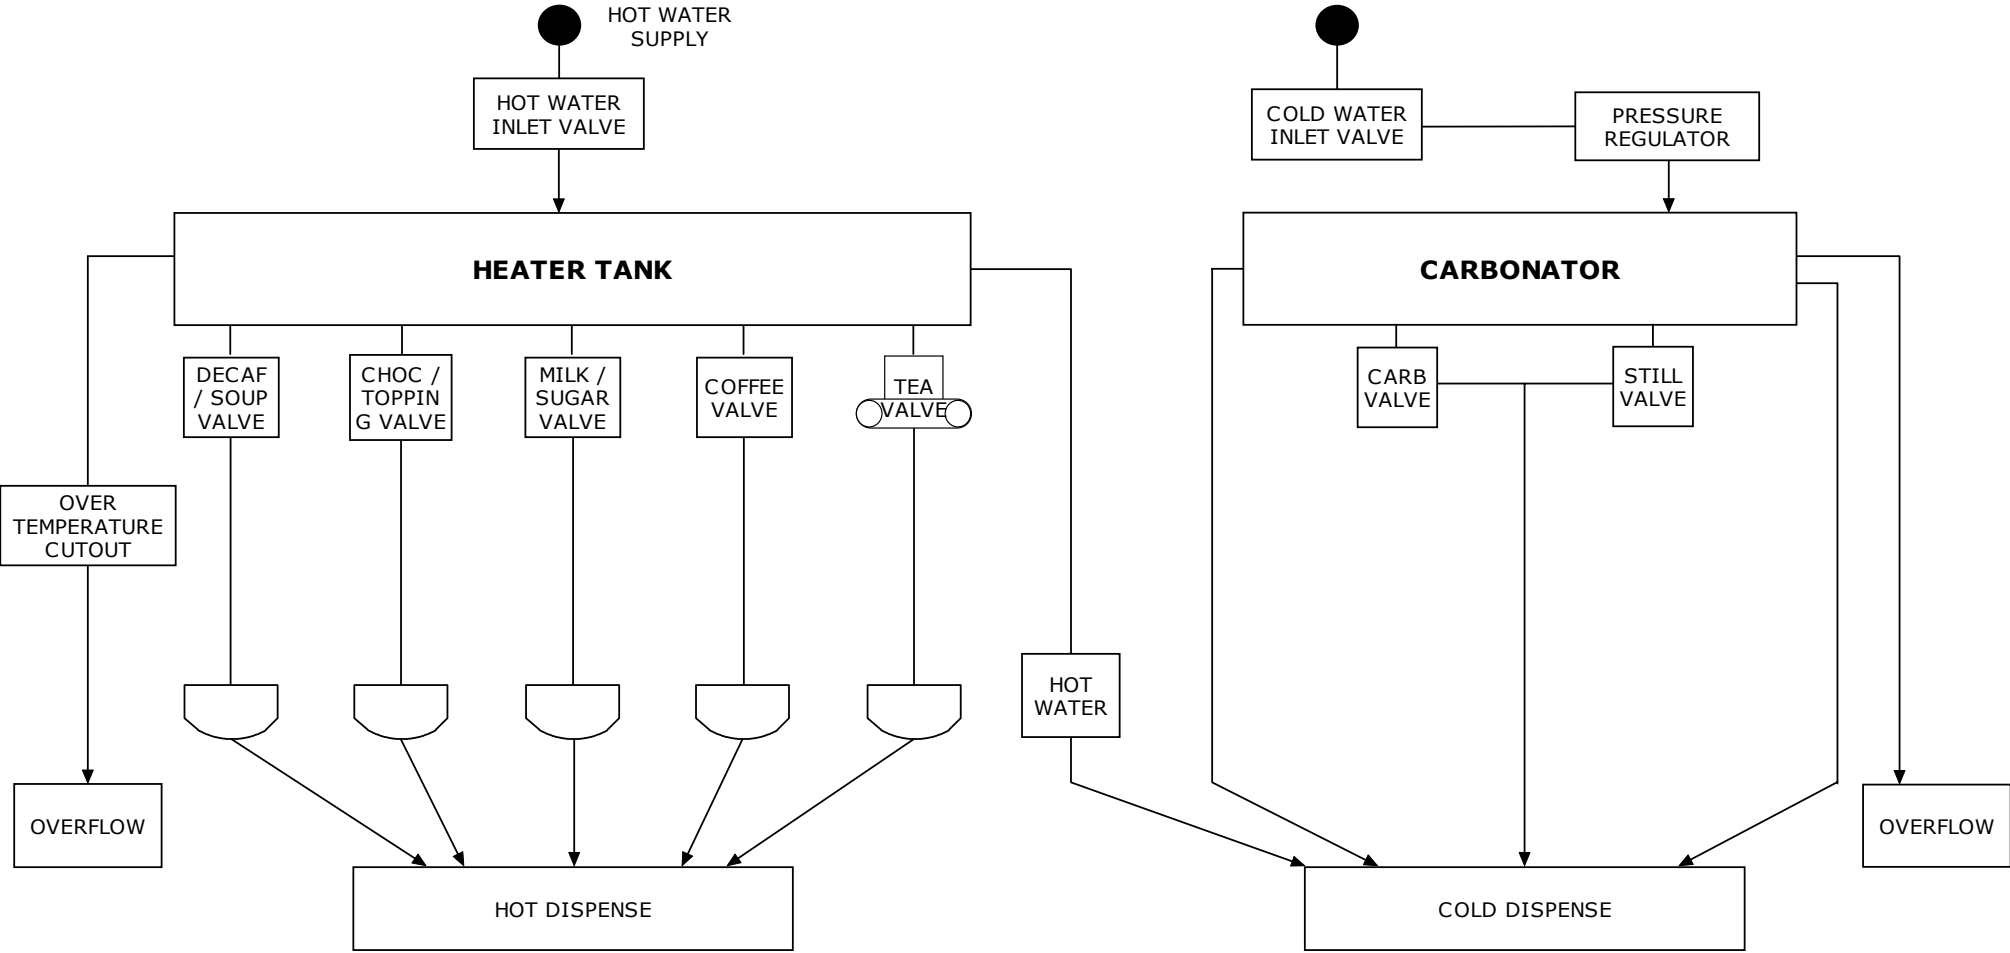 HOT WATER
SUPPLY
HOT WATER
INLET VALVE
COLD WATER
INLET VALVE
PRESSURE
REGULATOR
HEATER TANK
CARBONATOR
DECAF
/ SOUP
VALVE
CHOC /
TOPPIN
G VALVE
MILK /
SUGAR
VALVE
COFFEE
VALVE
TEA
VALVE
CARB
VALVE
STILL
VALVE
OVER
TEMPERATURE
CUTOUT
HOT
WATER
OVERFLOW
OVERFLOW
HOT DISPENSE
COLD DISPENSE